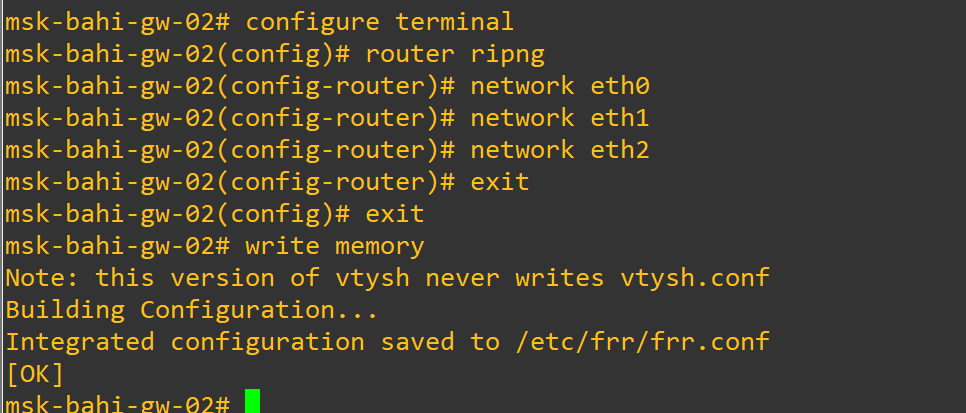 msk-bahi-gw-02# configure terminal
msk-bahi-gw-02(config)# router ripng
msk-bahi-gw-02(config-router)# network eth0
msk-bahi-gw-02(config-router)# network eth1
msk-bahi-gw-02(config-router)# network eth2
msk-bahi-gw-02(config-router)# exit
msk-bahi-gw-02(config)# exit
msk-bahi-gw-02# write memory
Note: this version of vtysh never writes vtysh.conf
Building Configuration...
Integrated configuration saved to /etc/frr/frr.conf
[OK]
msk-bahi-gw-02#